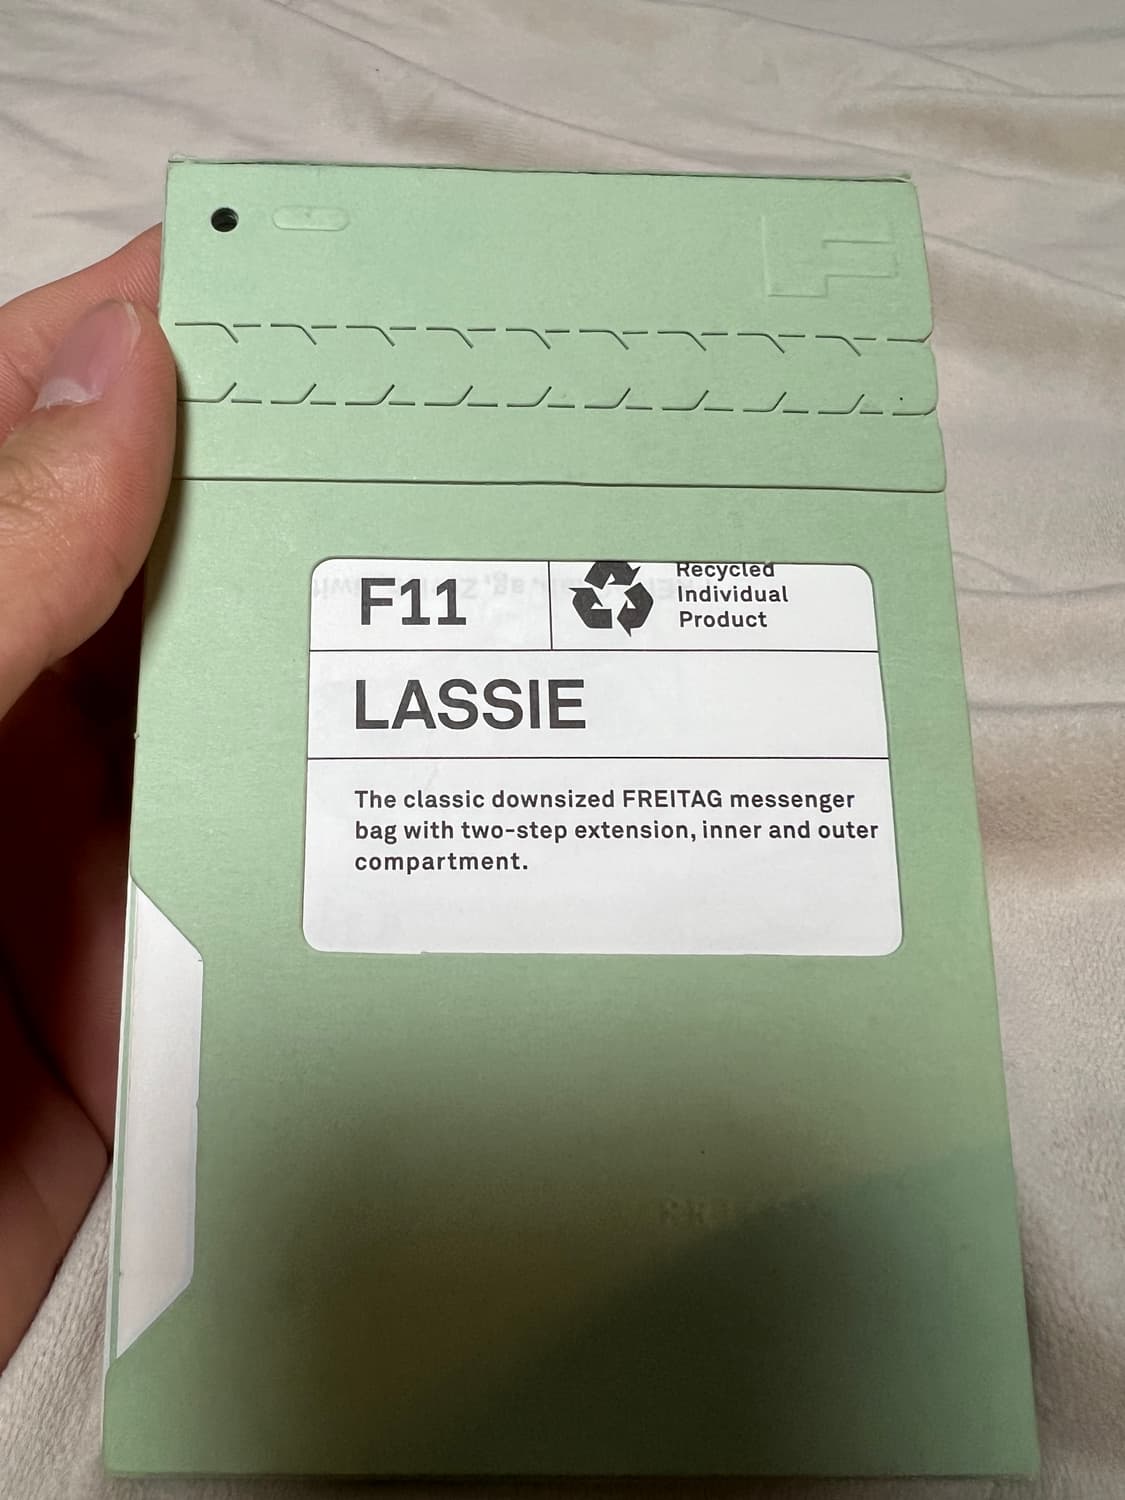 F11
Recycled
Individual
Product
LASSIE
The classic downsized FREITAG messenger
bag with two-step extension, inner and outer
compartment.